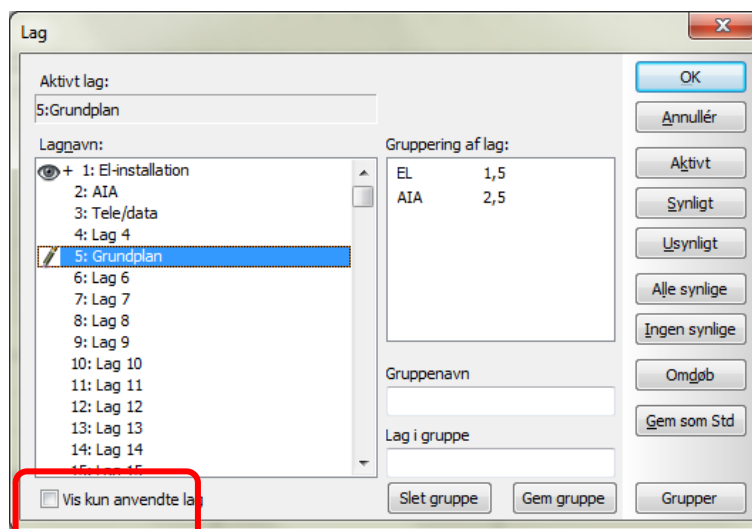 Lag
Aktivt lag:
5:Grundplan
Lagnavn:
+ 1: El-installation
2: AIA
3: Tele/data
4: Lag 4
5: Grundplan
6: Lag 6
7: Lag 7
8: Lag 8
9: Lag 9
10: Lag 10
11: Lag 11
12: Lag 12
13: Lag 13
14: Lag 14
15: Lag 15
Vis kun anvendte lag
Gruppering af lag:
EL 1,5
AIA 2,5
Gruppenavn
Lag i gruppe
Slet gruppe
Gem gruppe
OK
Annullér
Aktivt
Synligt
Usynligt
Alle synlige
Ingen synlige
Omdøb
Gem som Std
Grupper